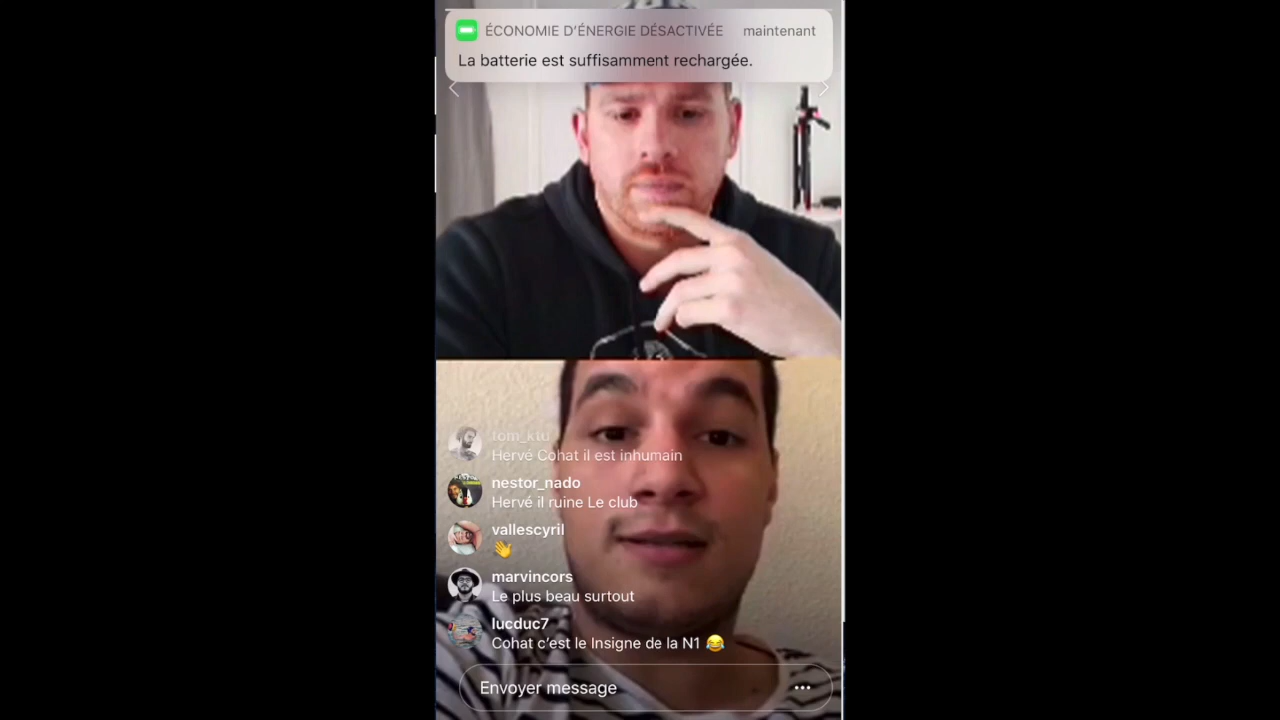 ÉCONOMIE D'ÉNERGIE DÉSACTIVÉE maintenant
La batterie est suffisamment rechargée.
tom_ktd
Hervé Cohat il est inhumain
nestor_nado
Hervé il ruine Le club
vallescyril
👋
marvincors
Le plus beau surtout
lucduc7
Cohat c'est le Insigne de la N1 😂
Envoyer message